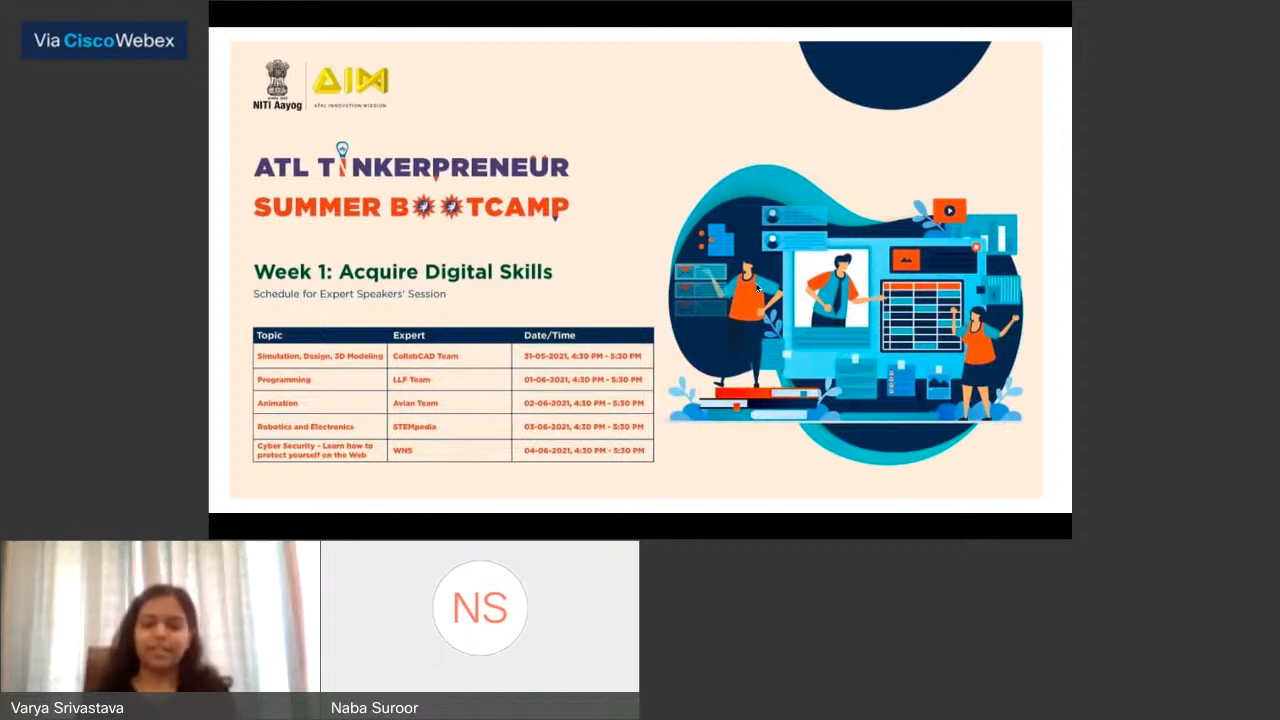 Via CiscoWebex
NITI Aayog
AIM
ATAL INNOVATION MISSION
ATL TINKERPRENEUR
SUMMER BOOTCAMP
Week 1: Acquire Digital Skills
Schedule for Expert Speakers' Session
Topic Expert Date/Time
Simulation, Design, 3D Modeling CollabCAD Team 31-05-2021, 4:30 PM - 5:30 PM
Programming LLF Team 01-06-2021, 4:30 PM - 5:30 PM
Animation Avian Team 02-06-2021, 4:30 PM - 5:30 PM
Robotics and Electronics STEMpedia 03-06-2021, 4:30 PM - 5:30 PM
Cyber Security - Learn how to
protect yourself on the Web WNS 04-06-2021, 4:30 PM - 5:30 PM
NS
Varya Srivastava
Naba Suroor